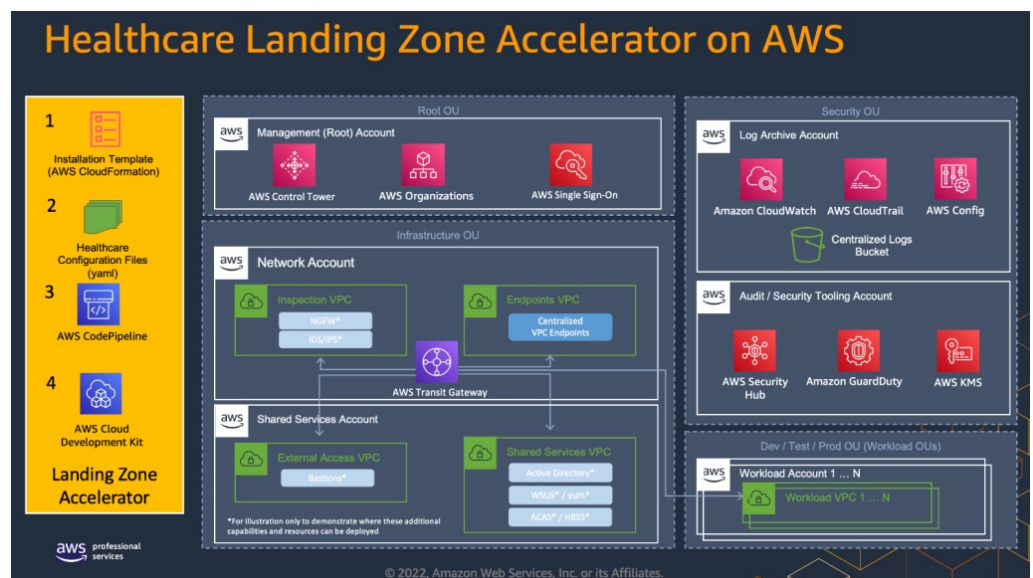 Healthcare Landing Zone Accelerator on AWS
1
Installation Template
(AWS CloudFormation)
2
Healthcare
Configuration Files
(yaml)
3
AWS CodePipeline
4
AWS Cloud
Development Kit
Landing Zone
Accelerator
aws professional
services
Root OU
aws
Management (Root) Account
AWS Control Tower
AWS Organizations
AWS Single Sign-On
Infrastructure OU
aws
Network Account
Inspection VPC
NGFW*
IDS/IPS*
Endpoints VPC
Centralized
VPC Endpoints
AWS Transit Gateway
aws
Shared Services Account
External Access VPC
Bastions*
Shared Services VPC
Active Directory*
WSUS* / yum*
ACAS* / HBSS*
*For illustration only to demonstrate where these additional
capabilities and resources can be deployed
Security OU
aws
Log Archive Account
Amazon CloudWatch
AWS CloudTrail
AWS Config
Centralized Logs
Bucket
aws
Audit / Security Tooling Account
AWS Security
Hub
Amazon GuardDuty
AWS KMS
Dev / Test / Prod OU (Workload OUs)
aws
Workload Account 1 ... N
Workload VPC 1 ... N
© 2022, Amazon Web Services, Inc. or its Affiliates.